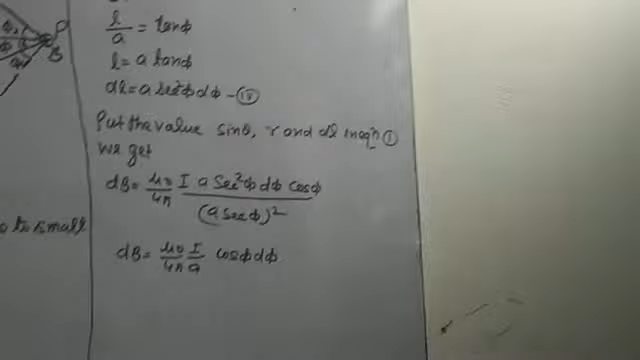 l/a = tanϕ
l = a tanϕ
dl = a sec²ϕ dϕ - (iv)
Put the value sinθ, r and dl in eqⁿ (i)
we get
dB = μ0/4π I a Sec²ϕ dϕ cosϕ / (a secϕ)²
to small
dB = μ0/4π I/a cosϕ dϕ